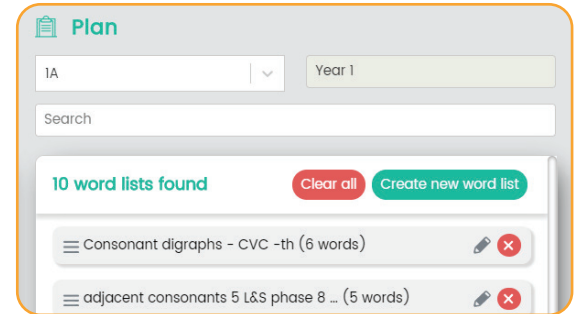 Plan
1A
Year 1
Search
10 word lists found
Clear all
Create new word list
Consonant digraphs - CVC -th (6 words)
adjacent consonants 5 L&S phase 8 ... (5 words)